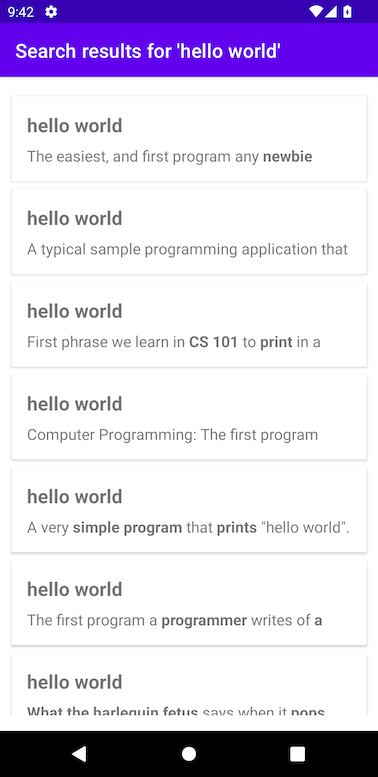 9:42
Search results for 'hello world'
hello world
The easiest, and first program any newbie
hello world
A typical sample programming application that
hello world
First phrase we learn in CS 101 to print in a
hello world
Computer Programming: The first program
hello world
A very simple program that prints "hello world".
hello world
The first program a programmer writes of a
hello world
What the harlequin fetus says when it pops